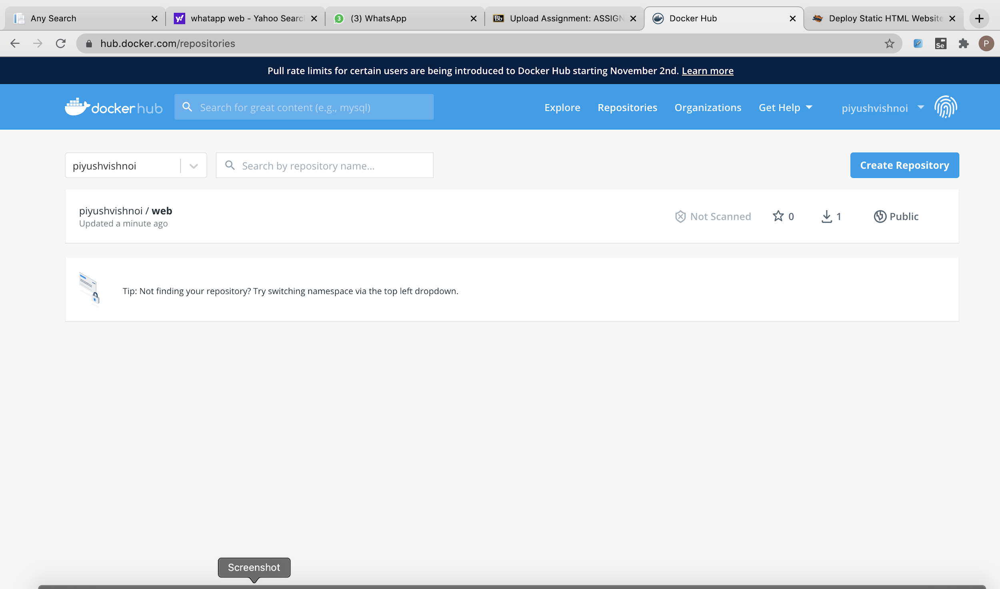 Any Search
whatapp web - Yahoo Searc
3 (3) WhatsApp
Bb Upload Assignment: ASSIGN
Docker Hub
Deploy Static HTML Website
hub.docker.com/repositories
Se
P
Pull rate limits for certain users are being introduced to Docker Hub starting November 2nd. Learn more
docker hub
Search for great content (e.g., mysql)
Explore
Repositories
Organizations
Get Help
piyushvishnoi
piyushvishnoi
Search by repository name...
Create Repository
piyushvishnoi / web
Updated a minute ago
Not Scanned
0
1
Public
Tip: Not finding your repository? Try switching namespace via the top left dropdown.
Screenshot